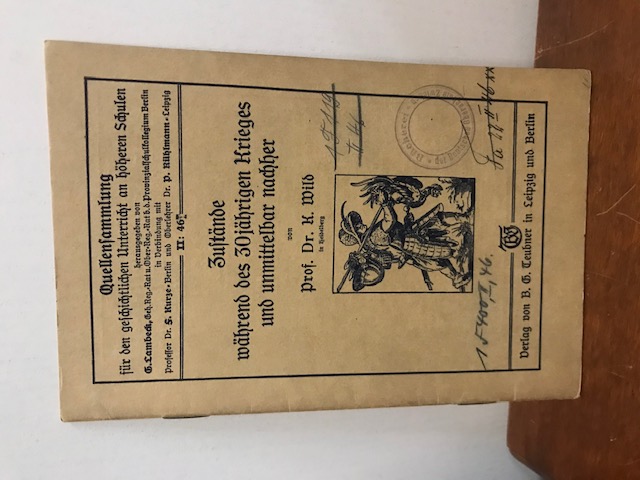 Quellensammlung
für den geschichtlichen Unterricht an höheren Schulen
herausgegeben von
G. Lambeck, Geh. Reg.-Rat u. Ober-Reg.-Rat b. d. Provinzialschulkollegium Berlin
in Verbindung mit
Professor Dr. F. Kurze-Berlin und Oberlehrer Dr. P. Rühlmann-Leipzig
II: 46
Zustände
während des 30jährigen Krieges
und unmittelbar nachher
von
Prof. Dr. K. Wild
in Heidelberg
Verlag von B. G. Teubner in Leipzig und Berlin